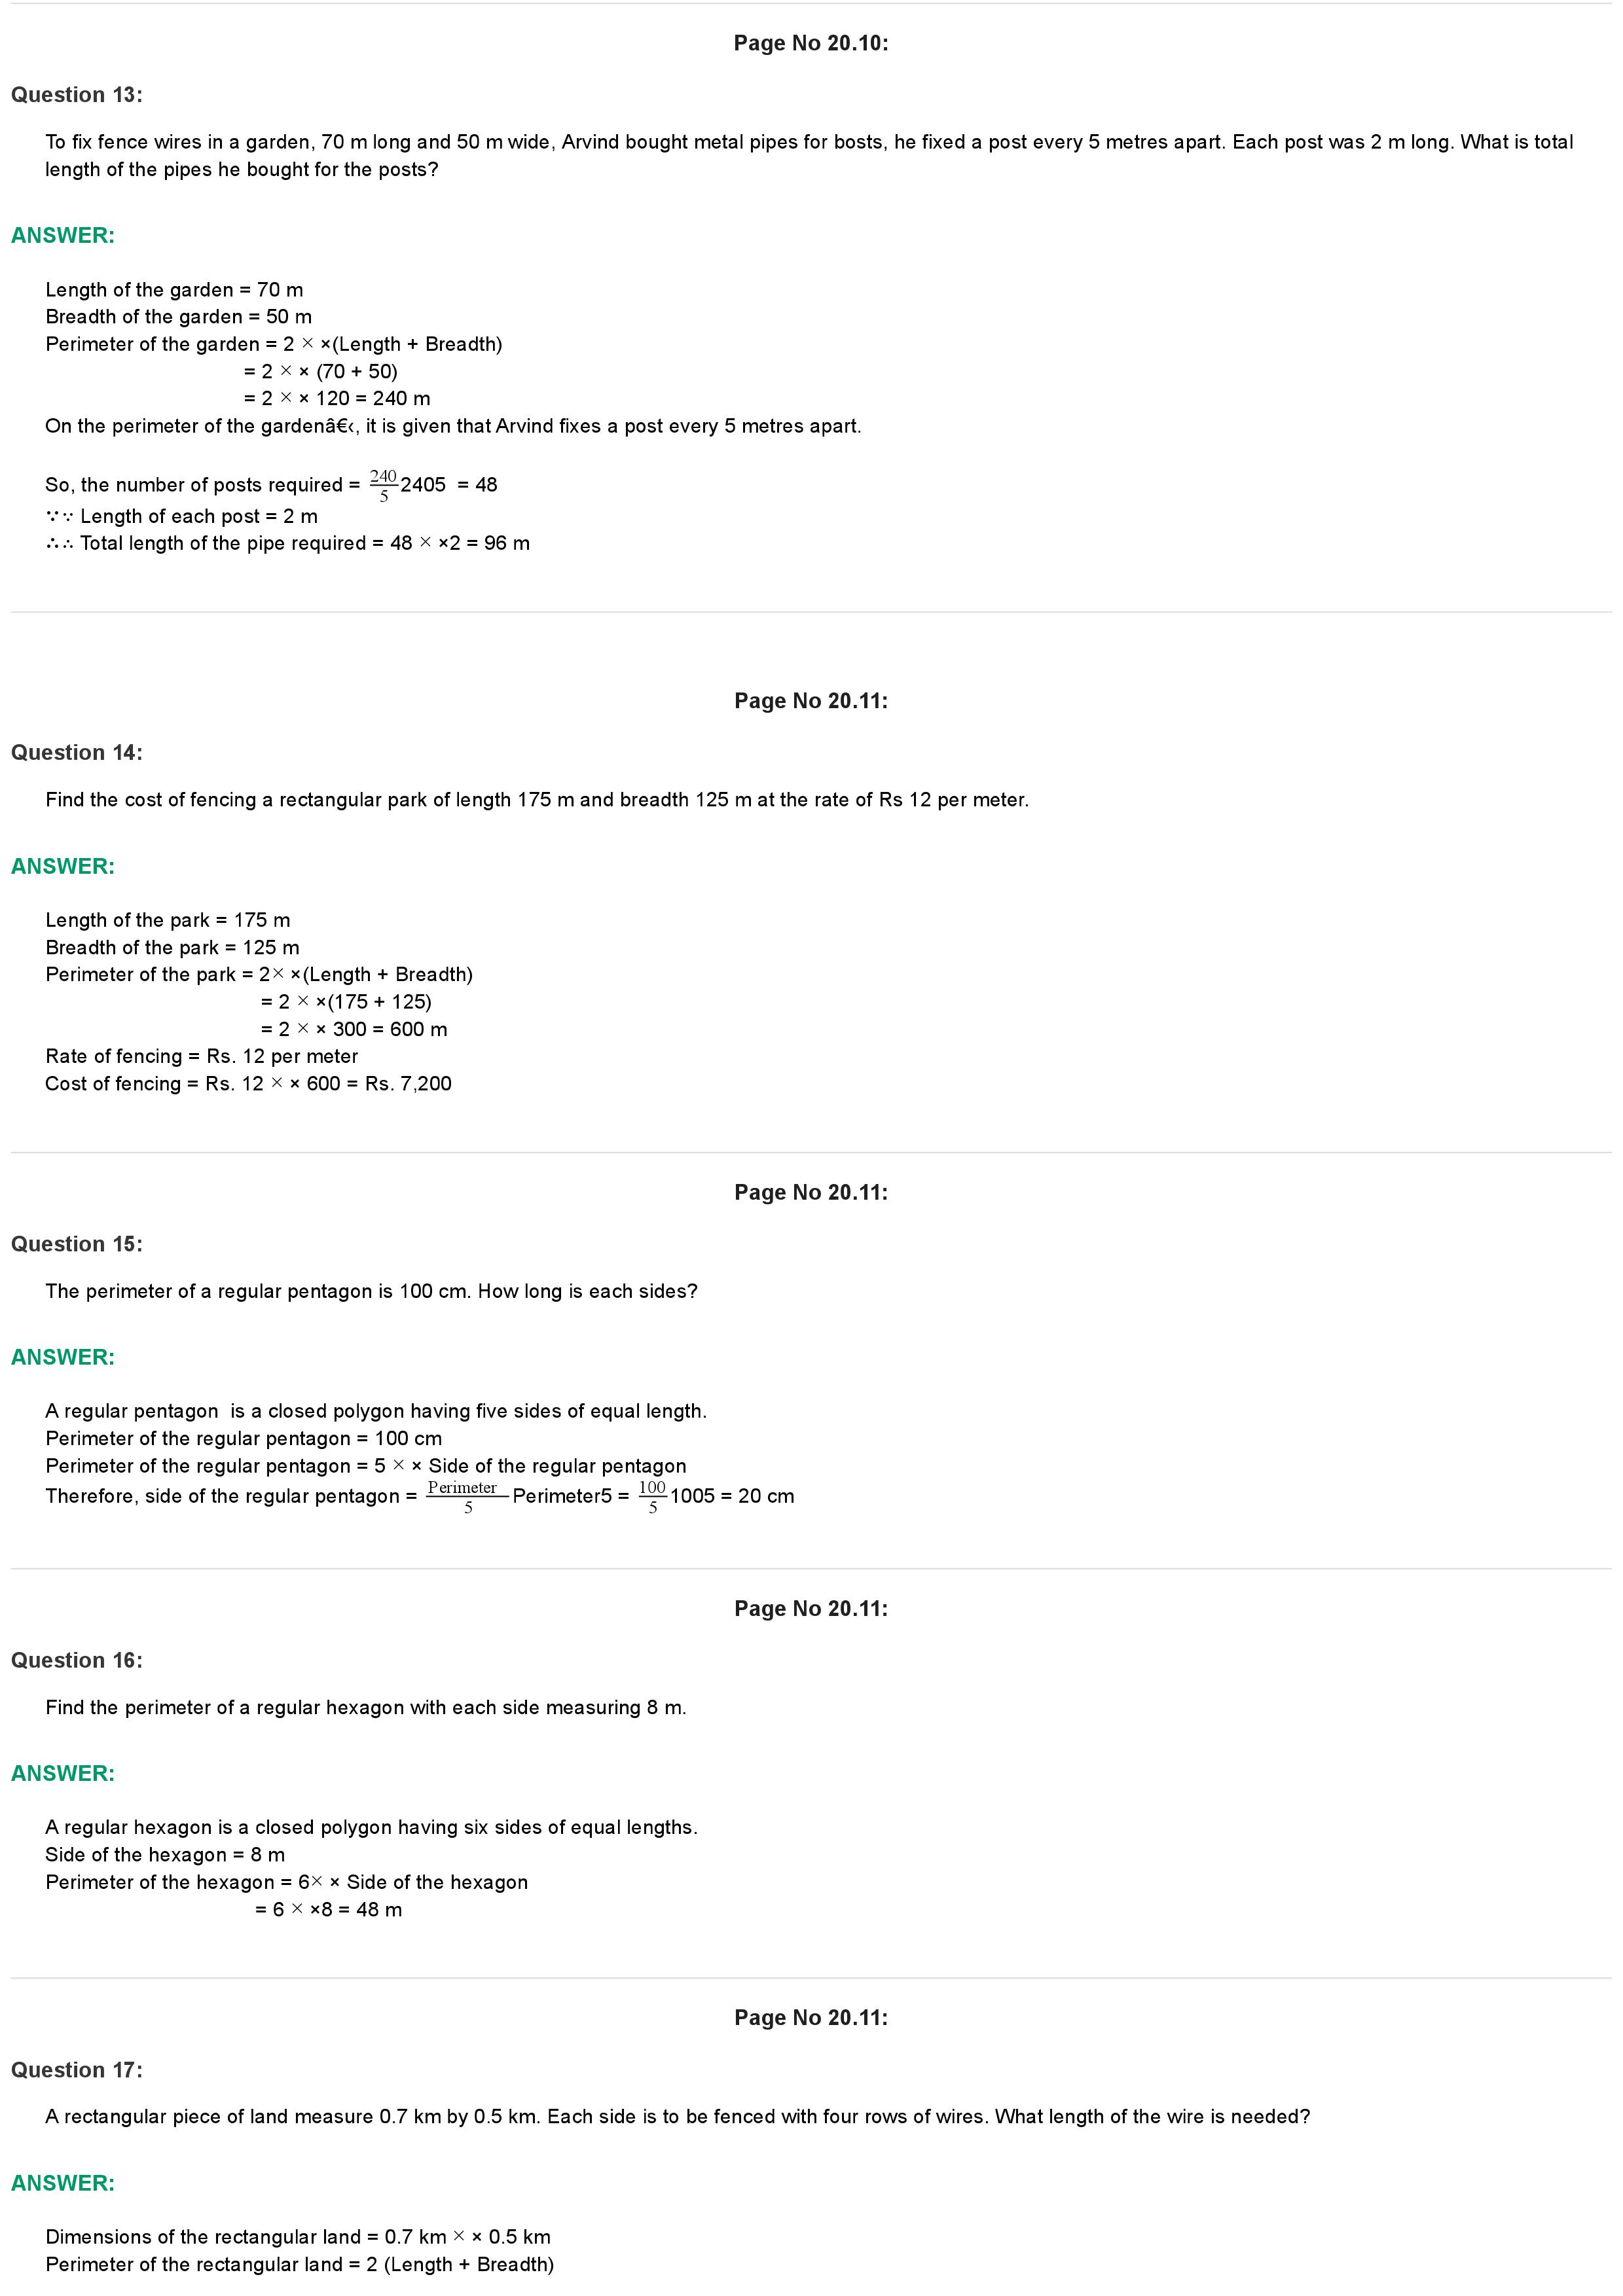 Page No 20.10:
Question 13:
To fix fence wires in a garden, 70 m long and 50 m wide, Arvind bought metal pipes for bosts, he fixed a post every 5 metres apart. Each post was 2 m long. What is total
length of the pipes he bought for the posts?
ANSWER:
Length of the garden = 70 m
Breadth of the garden = 50 m
Perimeter of the garden = 2 × ×(Length + Breadth)
= 2 × × (70 + 50)
= 2 × × 120 = 240 m
On the perimeter of the gardenâ€‹, it is given that Arvind fixes a post every 5 metres apart.
So, the number of posts required = 240/5 2405 = 48
∵∵ Length of each post = 2 m
∴∴ Total length of the pipe required = 48 × ×2 = 96 m
Page No 20.11:
Question 14:
Find the cost of fencing a rectangular park of length 175 m and breadth 125 m at the rate of Rs 12 per meter.
ANSWER:
Length of the park = 175 m
Breadth of the park = 125 m
Perimeter of the park = 2× ×(Length + Breadth)
= 2 × ×(175 + 125)
= 2 × × 300 = 600 m
Rate of fencing = Rs. 12 per meter
Cost of fencing = Rs. 12 × × 600 = Rs. 7,200
Page No 20.11:
Question 15:
The perimeter of a regular pentagon is 100 cm. How long is each sides?
ANSWER:
A regular pentagon  is a closed polygon having five sides of equal length.
Perimeter of the regular pentagon = 100 cm
Perimeter of the regular pentagon = 5 × × Side of the regular pentagon
Therefore, side of the regular pentagon = Perimeter/5 Perimeter5 = 100/5 1005 = 20 cm
Page No 20.11:
Question 16:
Find the perimeter of a regular hexagon with each side measuring 8 m.
ANSWER:
A regular hexagon is a closed polygon having six sides of equal lengths.
Side of the hexagon = 8 m
Perimeter of the hexagon = 6× × Side of the hexagon
= 6 × ×8 = 48 m
Page No 20.11:
Question 17:
A rectangular piece of land measure 0.7 km by 0.5 km. Each side is to be fenced with four rows of wires. What length of the wire is needed?
ANSWER:
Dimensions of the rectangular land = 0.7 km × × 0.5 km
Perimeter of the rectangular land = 2 (Length + Breadth)